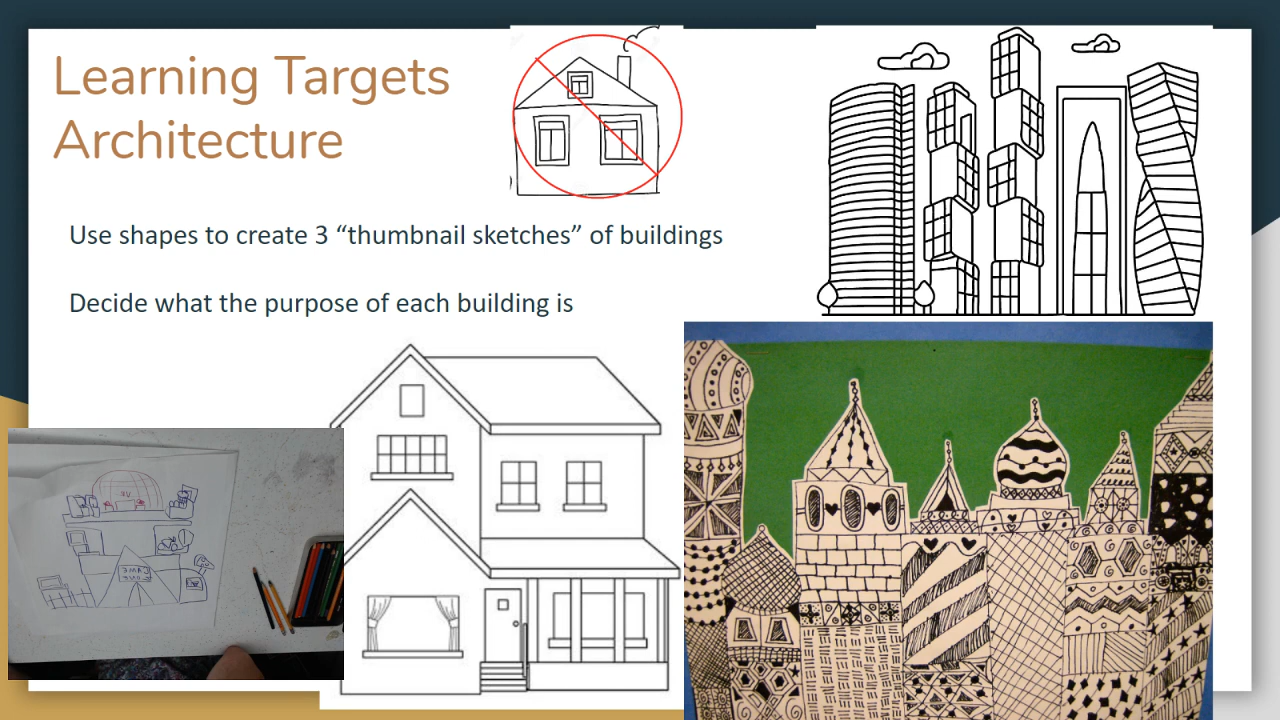 Learning Targets
Architecture
Use shapes to create 3 “thumbnail sketches” of buildings
Decide what the purpose of each building is